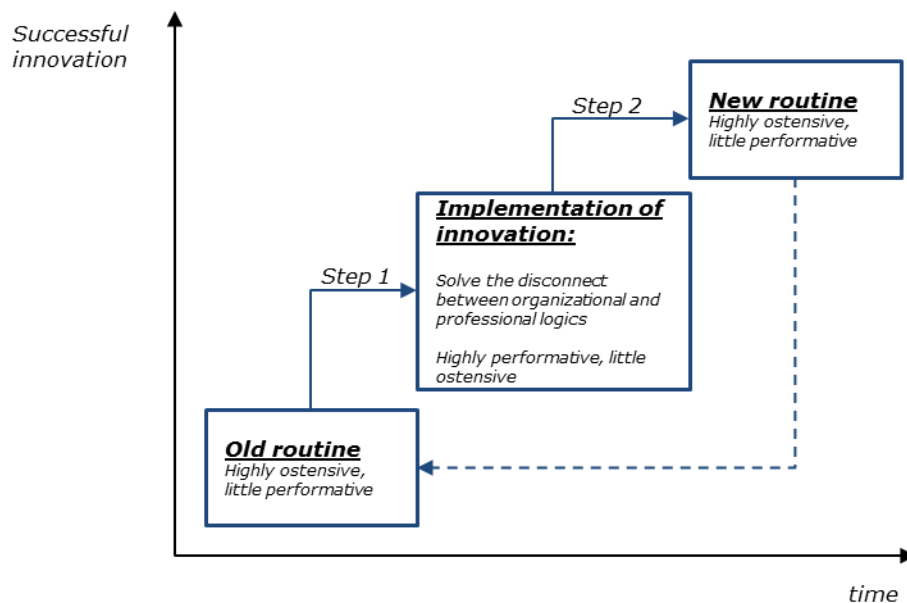 Successful
innovation
Step 2
New routine
Highly ostensive,
little performative
Implementation of
innovation:
Solve the disconnect
between organizational and
professional logics
Highly performative, little
ostensive
Step 1
Old routine
Highly ostensive,
little performative
time